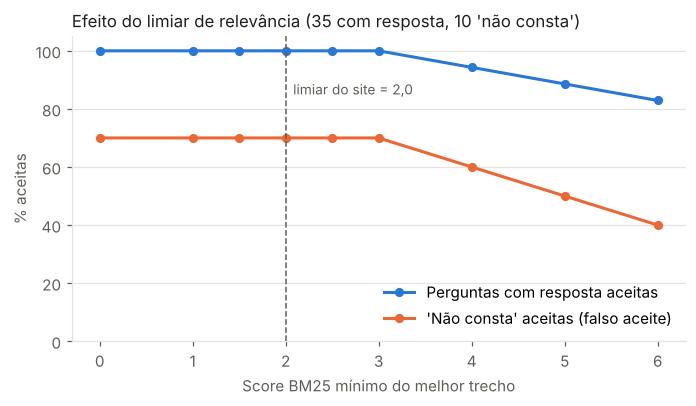 Efeito do limiar de relevância (35 com resposta, 10 'não consta')
100
80
60
40
20
0
% aceitas
limiar do site = 2,0
Perguntas com resposta aceitas
'Não consta' aceitas (falso aceite)
0 1 2 3 4 5 6
Score BM25 mínimo do melhor trecho